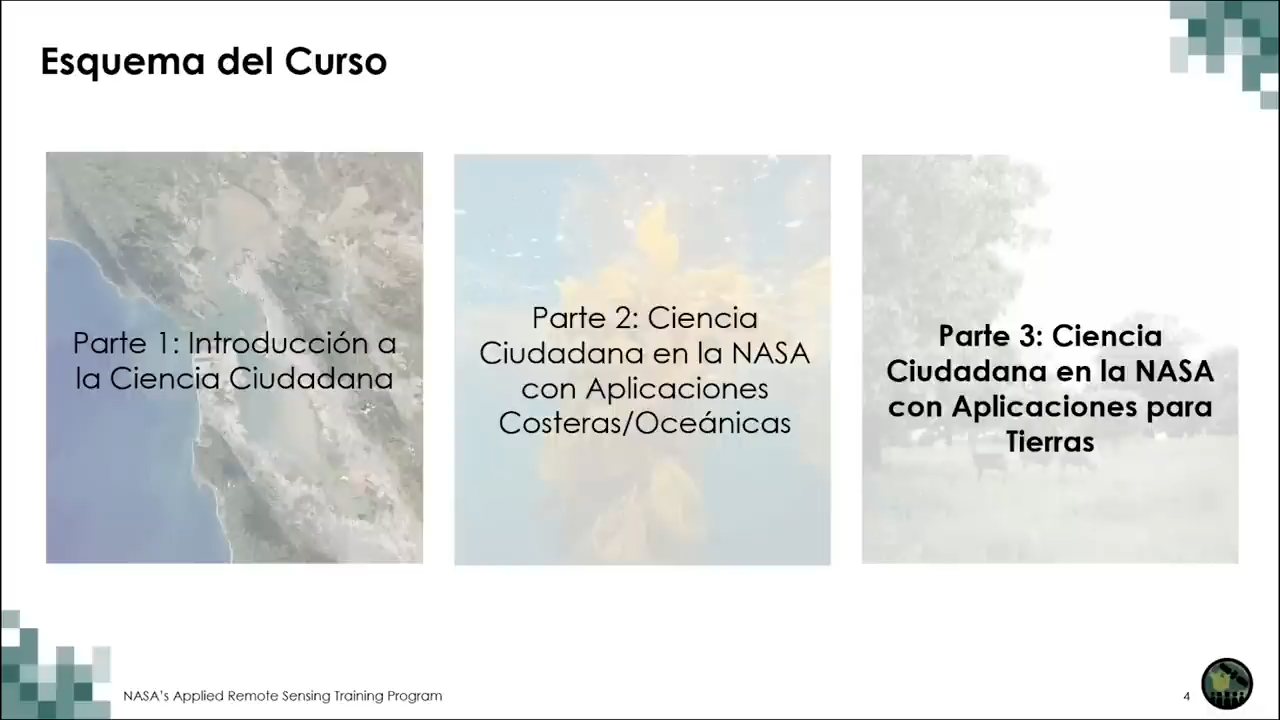 Esquema del Curso
Parte 1: Introducción a
la Ciencia Ciudadana
Parte 2: Ciencia
Ciudadana en la NASA
con Aplicaciones
Costeras/Oceánicas
Parte 3: Ciencia
Ciudadana en la NASA
con Aplicaciones para
Tierras
NASA's Applied Remote Sensing Training Program
4